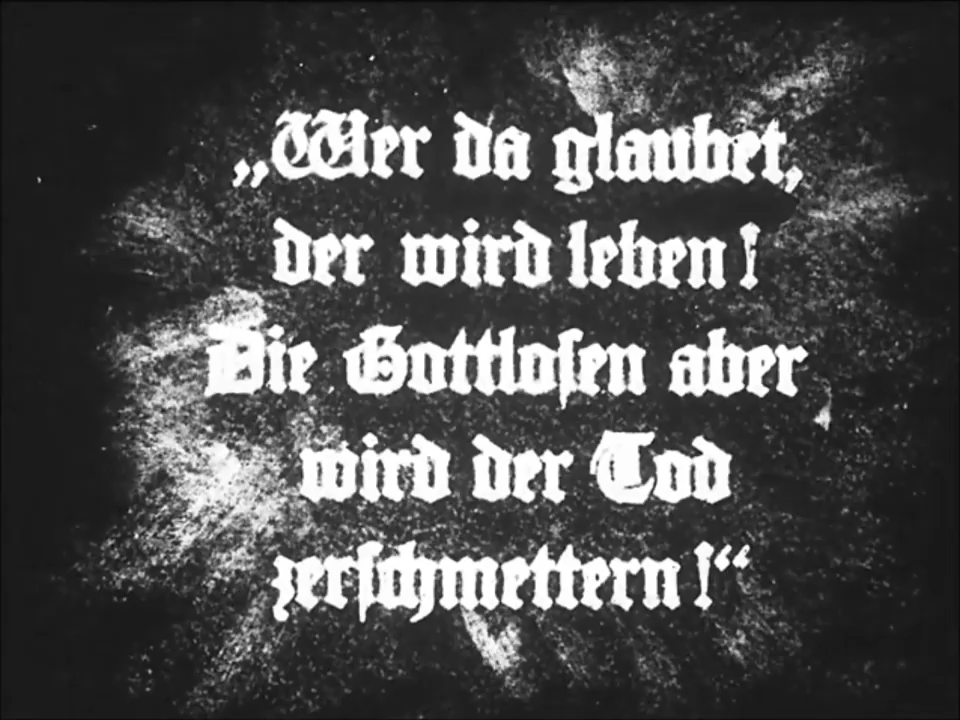 „Wer da glaubet,
der wird leben!
Die Gottlosen aber
wird der Tod
zerschmettern!“